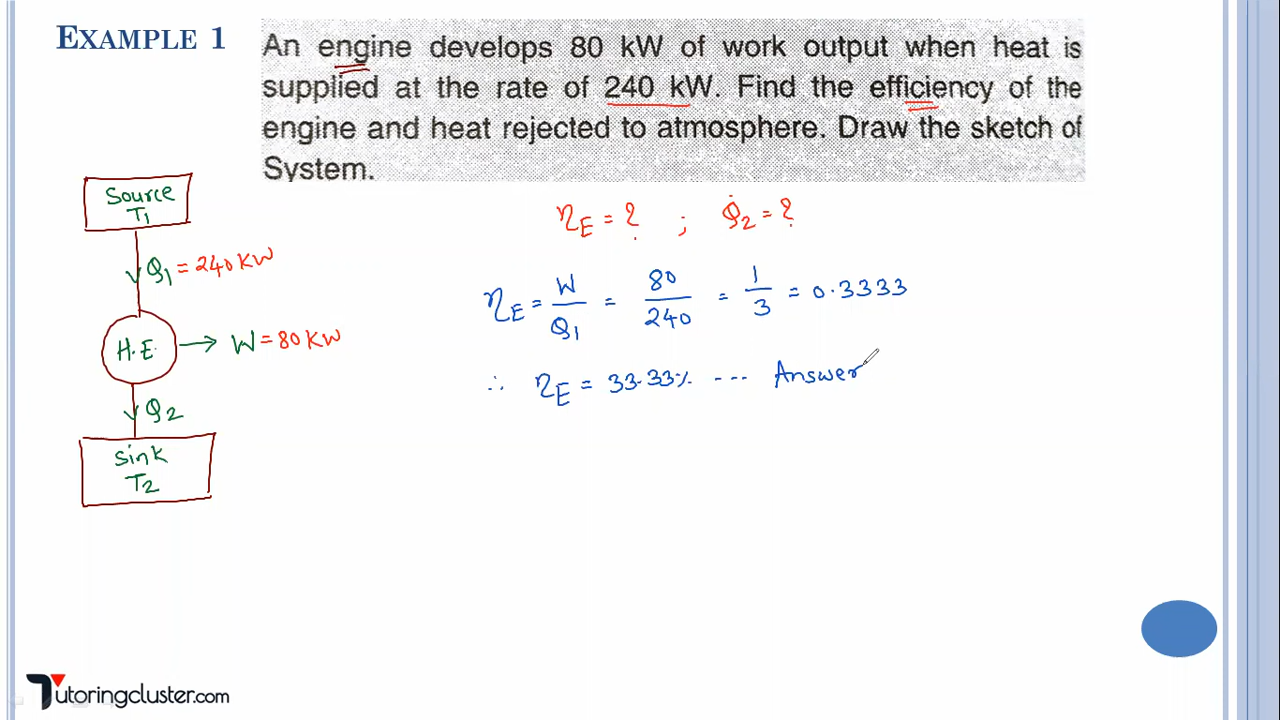 EXAMPLE 1
An engine develops 80 kW of work output when heat is
supplied at the rate of 240 kW. Find the efficiency of the
engine and heat rejected to atmosphere. Draw the sketch of
System.
Source
T1
Q1 = 240 KW
H.E
W = 80 KW
Q2
Sink
T2
ηE = ? ; Q̇2 = ?
ηE = W/Q1 = 80/240 = 1/3 = 0.3333
∴ ηE = 33.33% --- Answer
Tutoringcluster.com